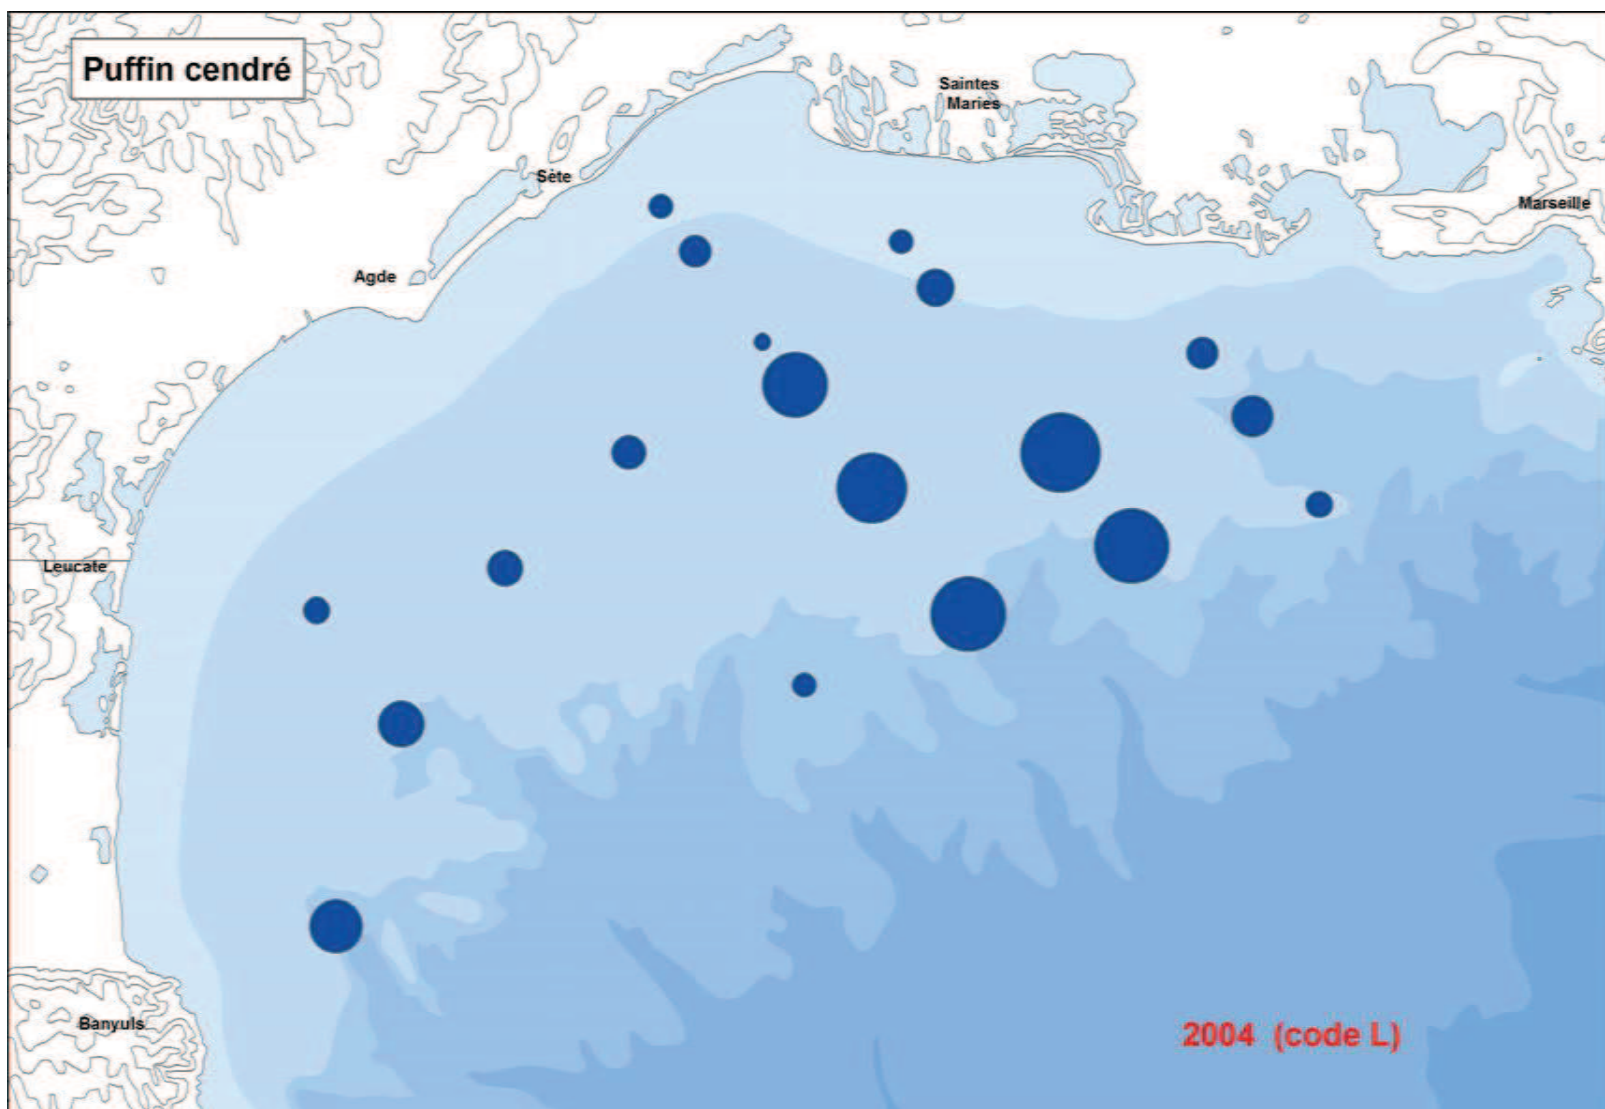 Puffin cendré
Saintes
Maries
Sète
Marseille
Agde
Leucate
Banyuls
2004 (code L)